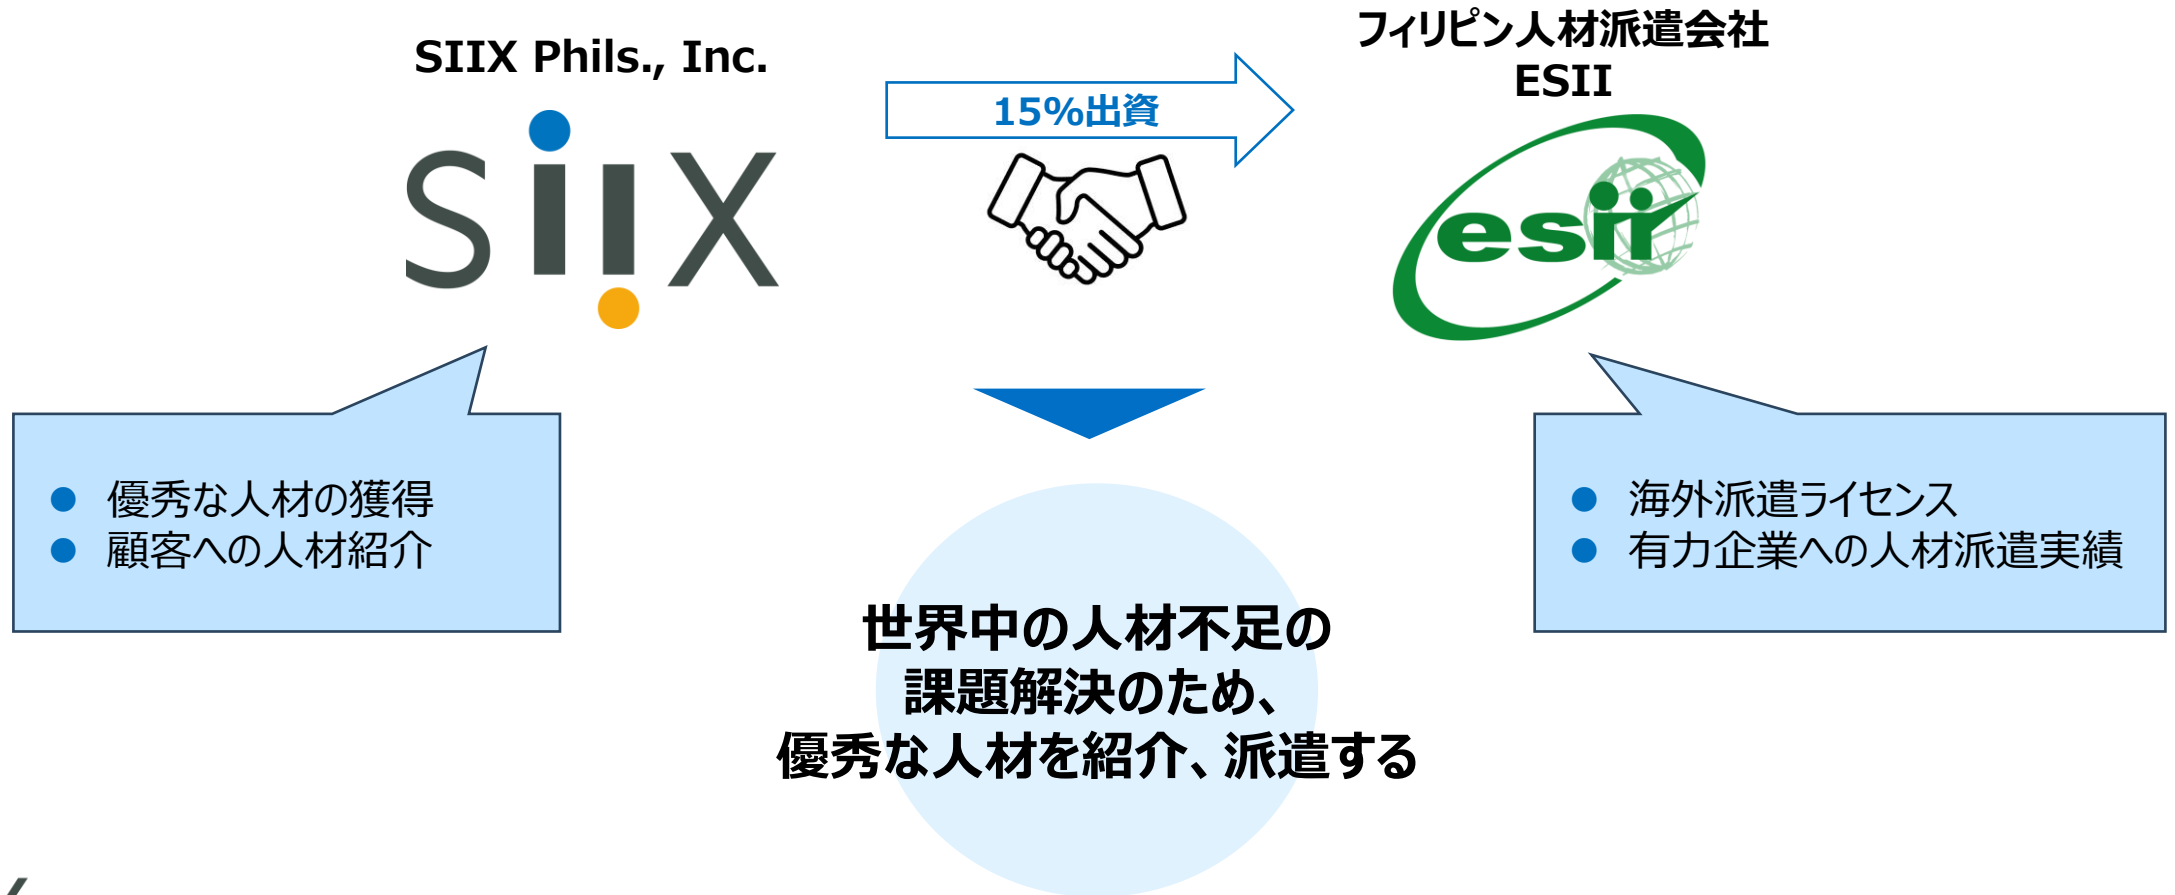 SIIX Phils., Inc.
SiiX
15%出資
フィリピン人材派遣会社
ESII
esii
● 優秀な人材の獲得
● 顧客への人材紹介
● 海外派遣ライセンス
● 有力企業への人材派遣実績
世界中の人材不足の
課題解決のため、
優秀な人材を紹介、派遣する